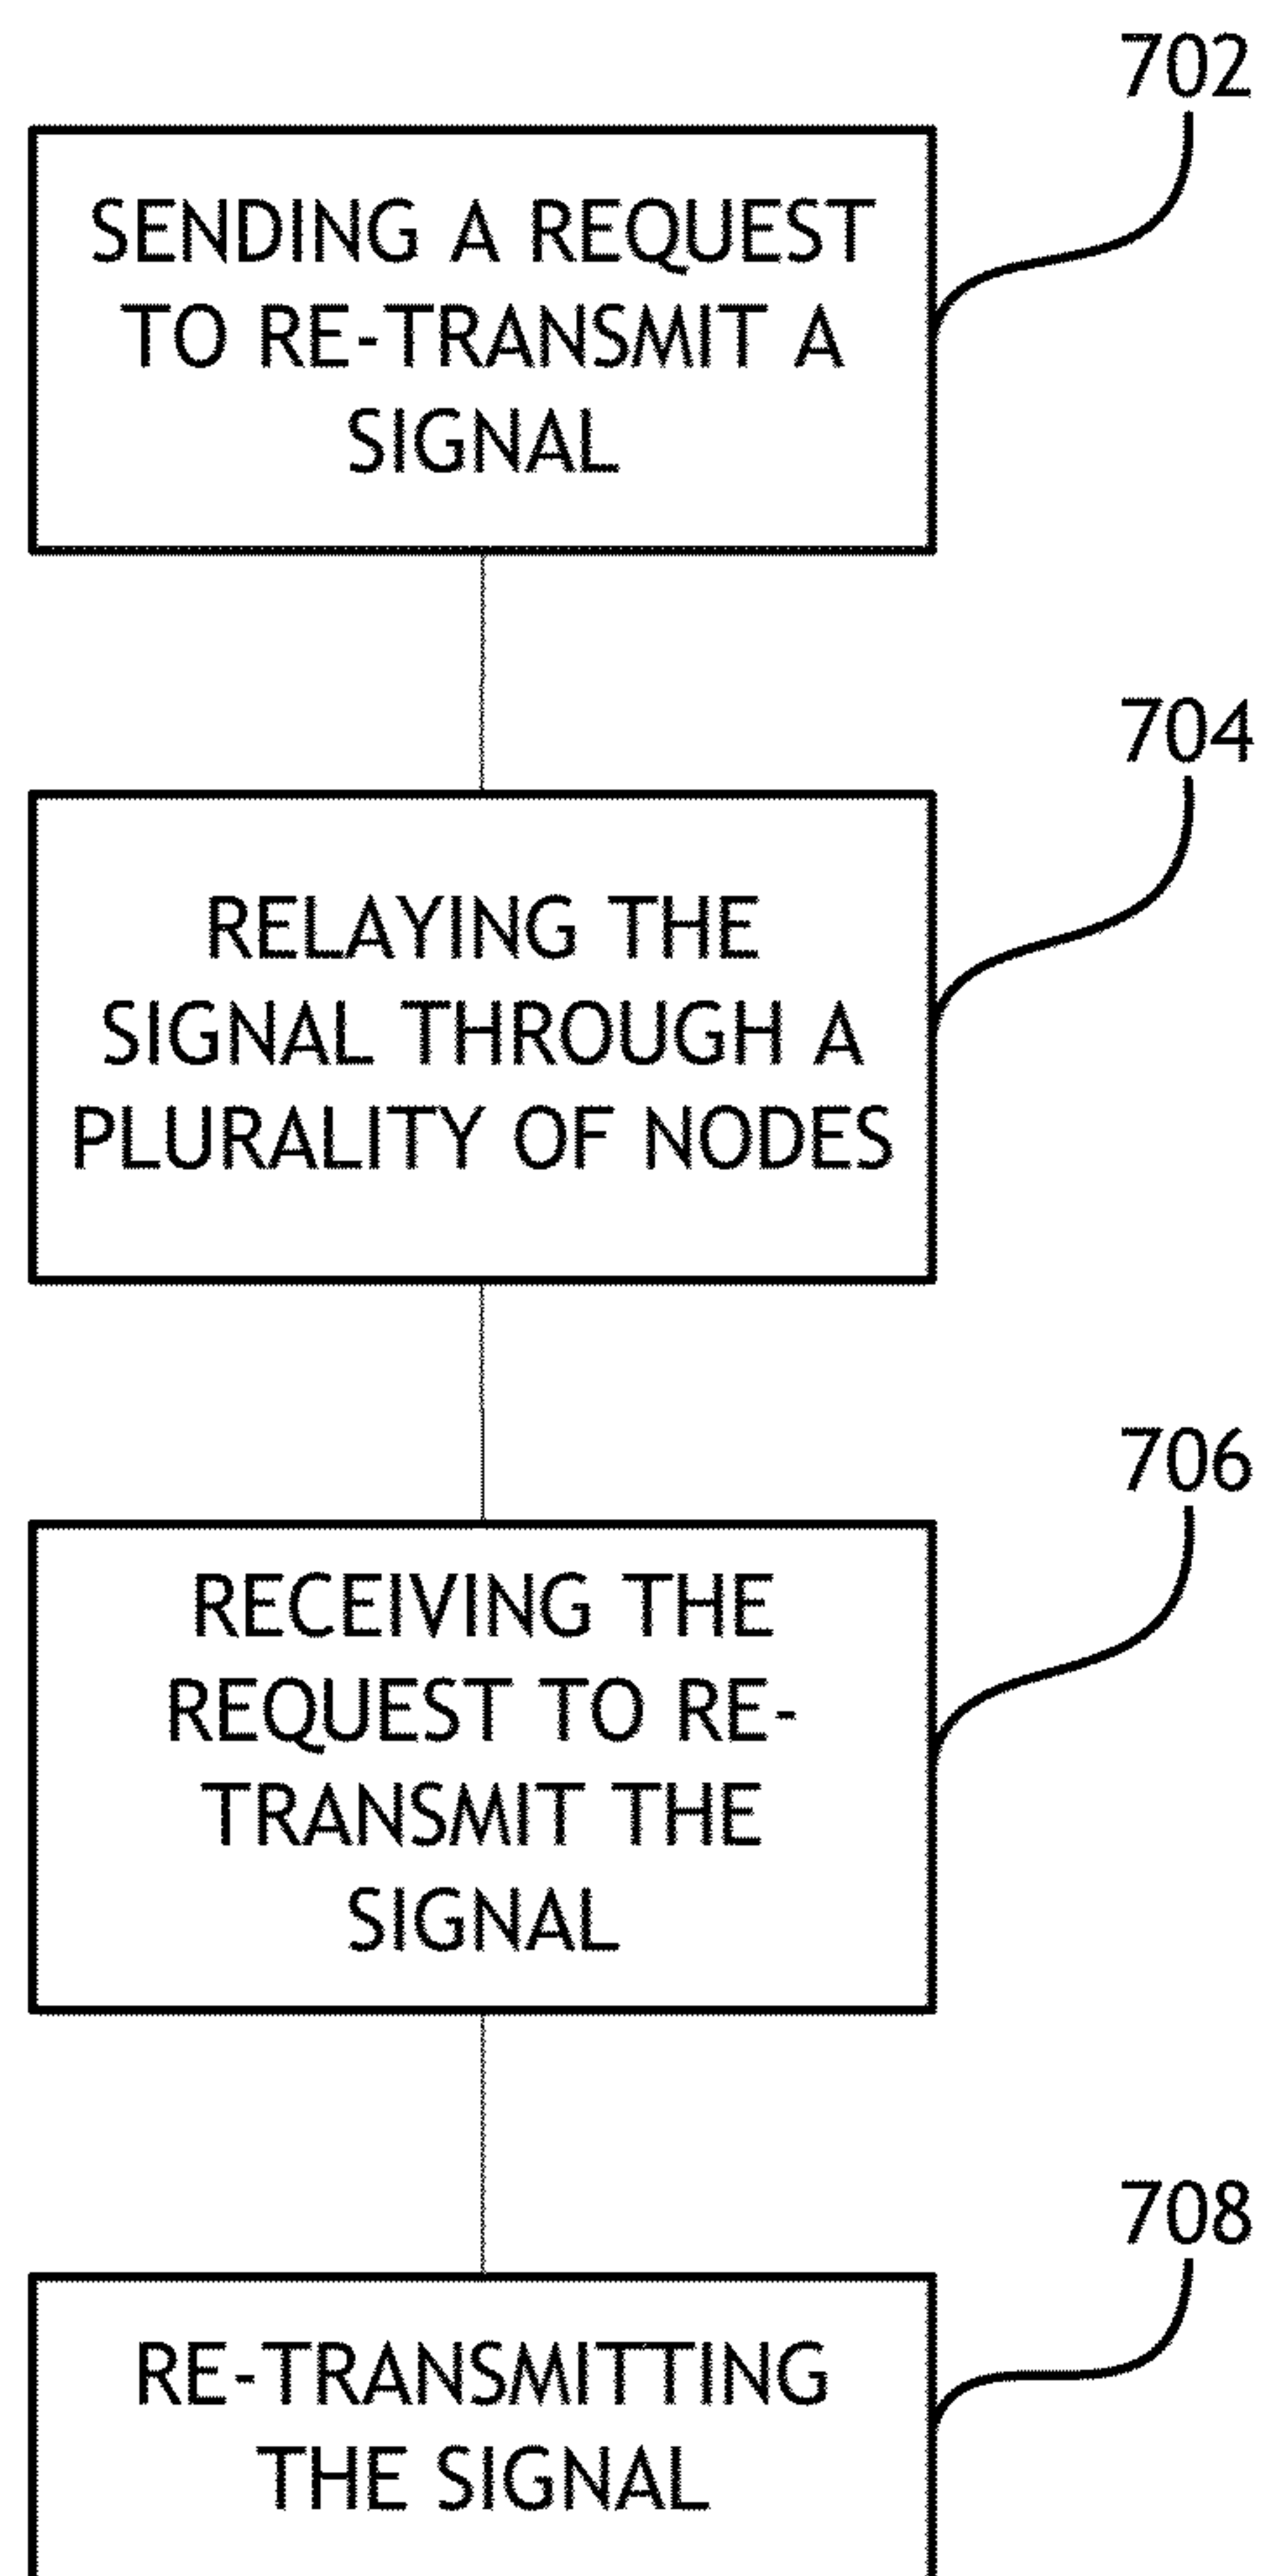 702
SENDING A REQUEST
TO RE-TRANSMIT A
SIGNAL
704
RELAYING THE
SIGNAL THROUGH A
PLURALITY OF NODES
706
RECEIVING THE
REQUEST TO RE-
TRANSMIT THE
SIGNAL
708
RE-TRANSMITTING
THE SIGNAL